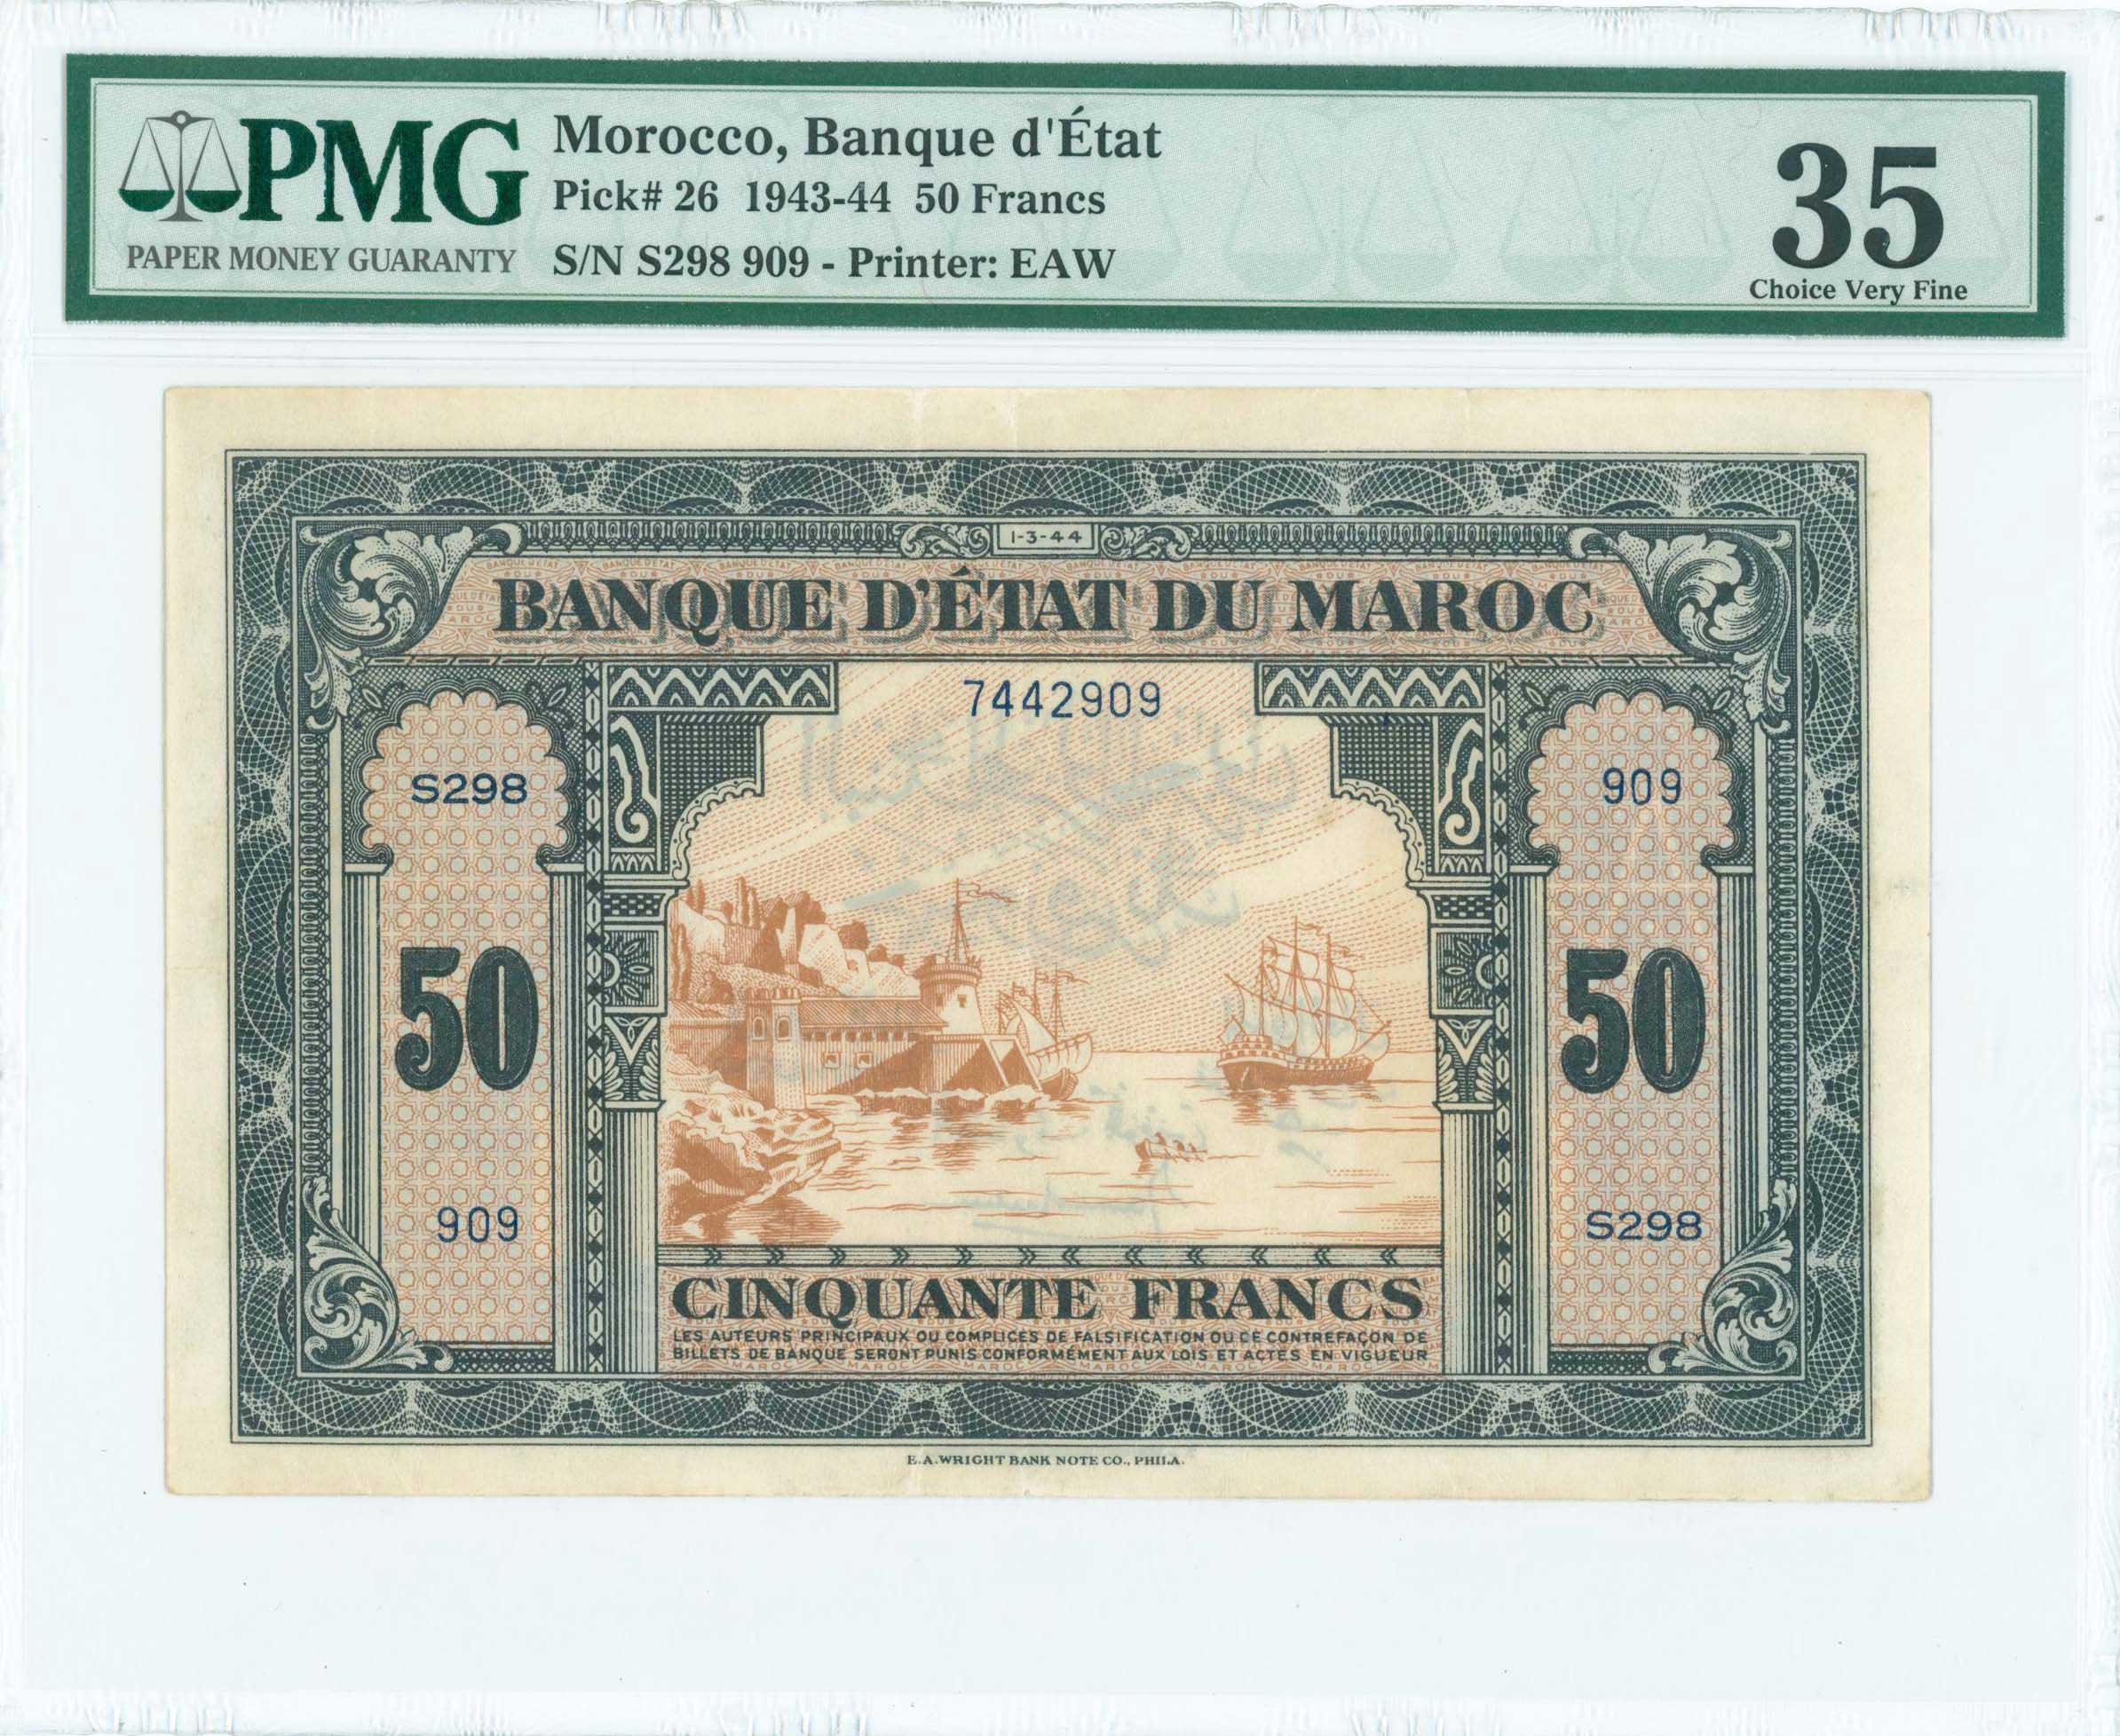 PMG
PAPER MONEY GUARANTY
Morocco, Banque d'État
Pick# 26 1943-44 50 Francs
S/N S298 909 - Printer: EAW
35
Choice Very Fine
1-3-44
BANQUE D'ÉTAT DU MAROC
7442909
S298
909
50
50
909
S298
CINQUANTE FRANCS
LES AUTEURS PRINCIPAUX OU COMPLICES DE FALSIFICATION OU DE CONTREFAÇON DE
BILLETS DE BANQUE SERONT PUNIS CONFORMÉMENT AUX LOIS ET ACTES EN VIGUEUR
E.A.WRIGHT BANK NOTE CO., PHILA.